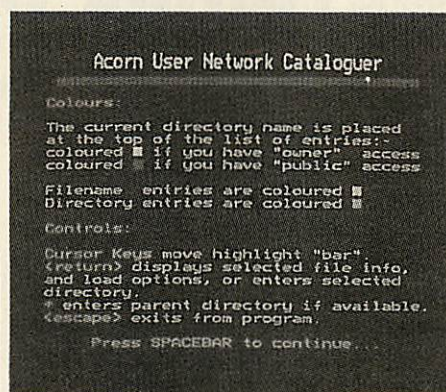 Acorn User Network Cataloguer
Colours:
The current directory name is placed
at the top of the list of entries:-
coloured ■ if you have "owner" access
coloured ■ if you have "public" access
Filename entries are coloured ■
Directory entries are coloured ■
Controls:
Cursor Keys move highlight "bar".
<return> displays selected file info,
and load options, or enters selected
directory.
^ enters parent directory if available.
<escape> exits from program.
Press SPACEBAR to continue...